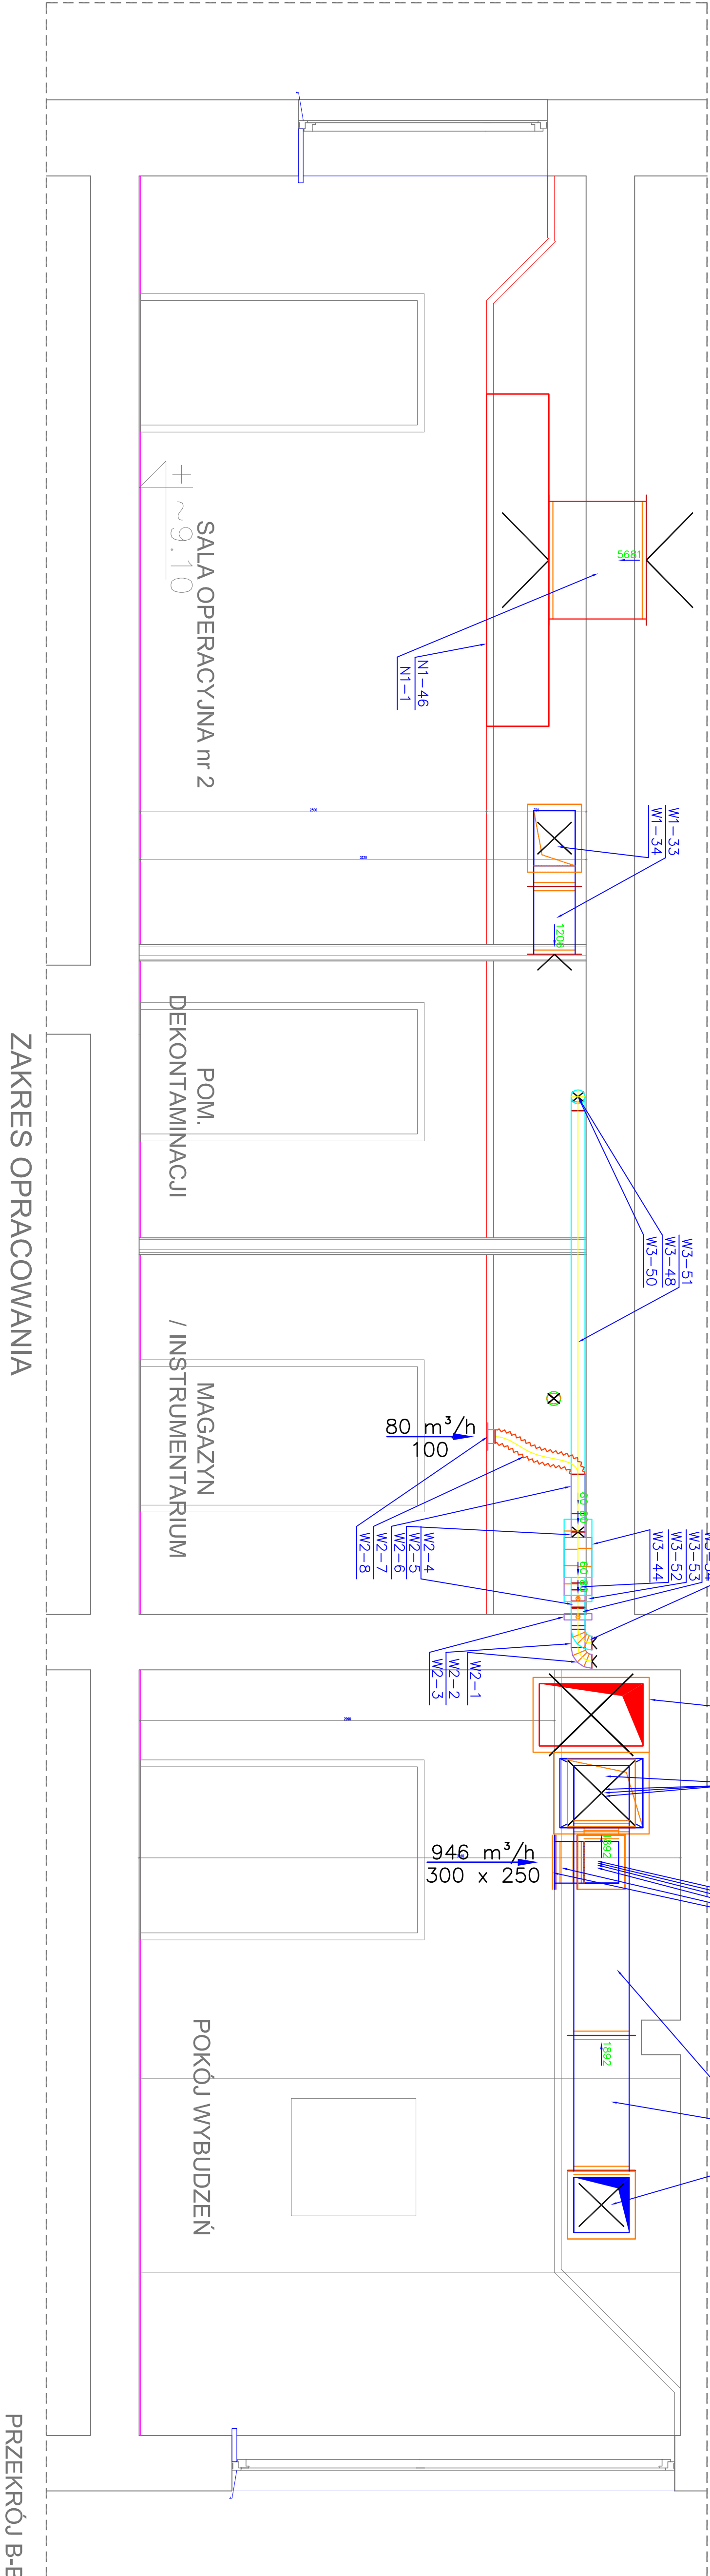 SALA OPERACYJNA nr 2
+~9.10
5681
N1-46
N1-1
W1-33
W1-34
1206
POM.
DEKONTAMINACJI
W3-51
W3-48
W3-50
MAGAZYN
/ INSTRUMENTARIUM
80 m³/h
100
W2-4
W2-5
W2-6
W2-7
W2-8
W3-53
W3-52
W3-44
W2-1
W2-2
W2-3
946 m³/h
300 x 250
1892
1892
POKÓJ WYBUDZEŃ
ZAKRES OPRACOWANIA
PRZEKRÓJ